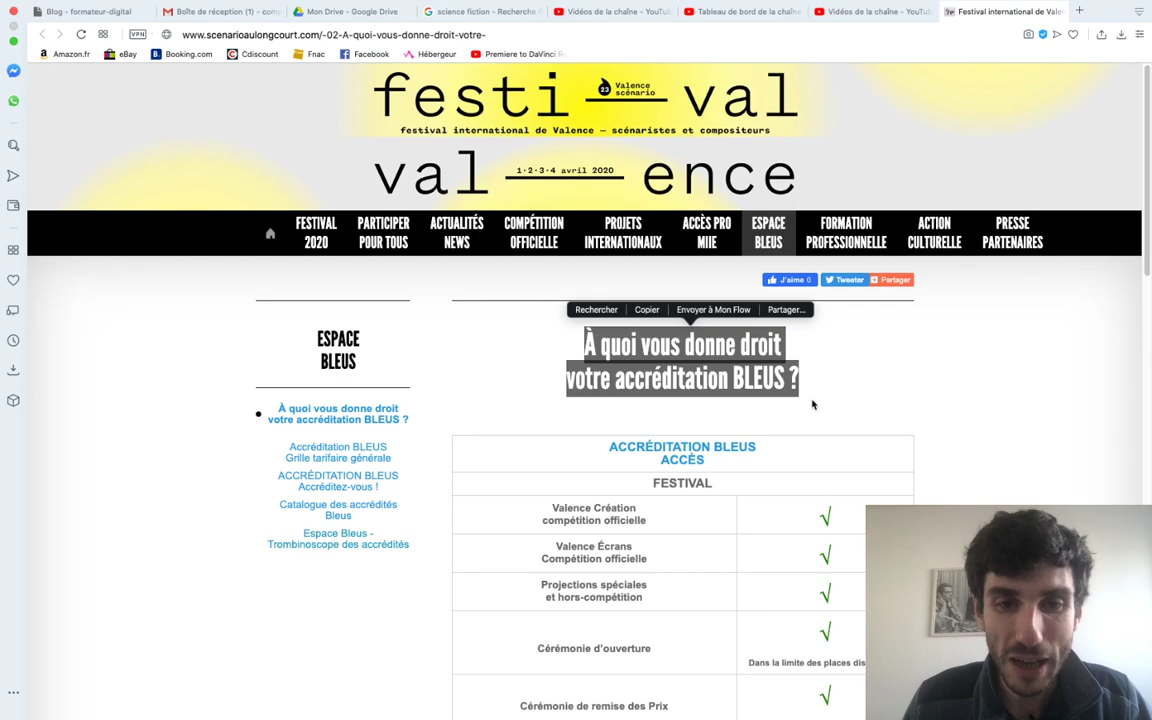 Blog - formateur-digital
Boîte de réception (1) - comp
Mon Drive - Google Drive
science fiction - Recherche G
Vidéos de la chaîne - YouTub
Tableau de bord de la chaîne
Vidéos de la chaîne - YouTub
Festival international de Valen
VPN
www.scenarioaulongcourt.com/-02-A-quoi-vous-donne-droit-votre-
Amazon.fr
eBay
Booking.com
Cdiscount
Fnac
Facebook
Hébergeur
Premiere to DaVinci R
festi val
23 Valence
scénario
festival international de Valence — scénaristes et compositeurs
val ence
1·2·3·4 avril 2020
FESTIVAL
2020
PARTICIPER
POUR TOUS
ACTUALITÉS
NEWS
COMPÉTITION
OFFICIELLE
PROJETS
INTERNATIONAUX
ACCÈS PRO
MIIE
ESPACE
BLEUS
FORMATION
PROFESSIONNELLE
ACTION
CULTURELLE
PRESSE
PARTENAIRES
J'aime 0
Tweeter
Partager
Rechercher
Copier
Envoyer à Mon Flow
Partager...
ESPACE
BLEUS
À quoi vous donne droit
votre accréditation BLEUS ?
À quoi vous donne droit
votre accréditation BLEUS ?
Accréditation BLEUS
Grille tarifaire générale
ACCRÉDITATION BLEUS
Accréditez-vous !
Catalogue des accrédités
Bleus
Espace Bleus -
Trombinoscope des accrédités
ACCRÉDITATION BLEUS
ACCÈS
FESTIVAL
Valence Création
compétition officielle
√
Valence Écrans
Compétition officielle
√
Projections spéciales
et hors-compétition
√
Cérémonie d'ouverture
√
Dans la limite des places dis
Cérémonie de remise des Prix
√